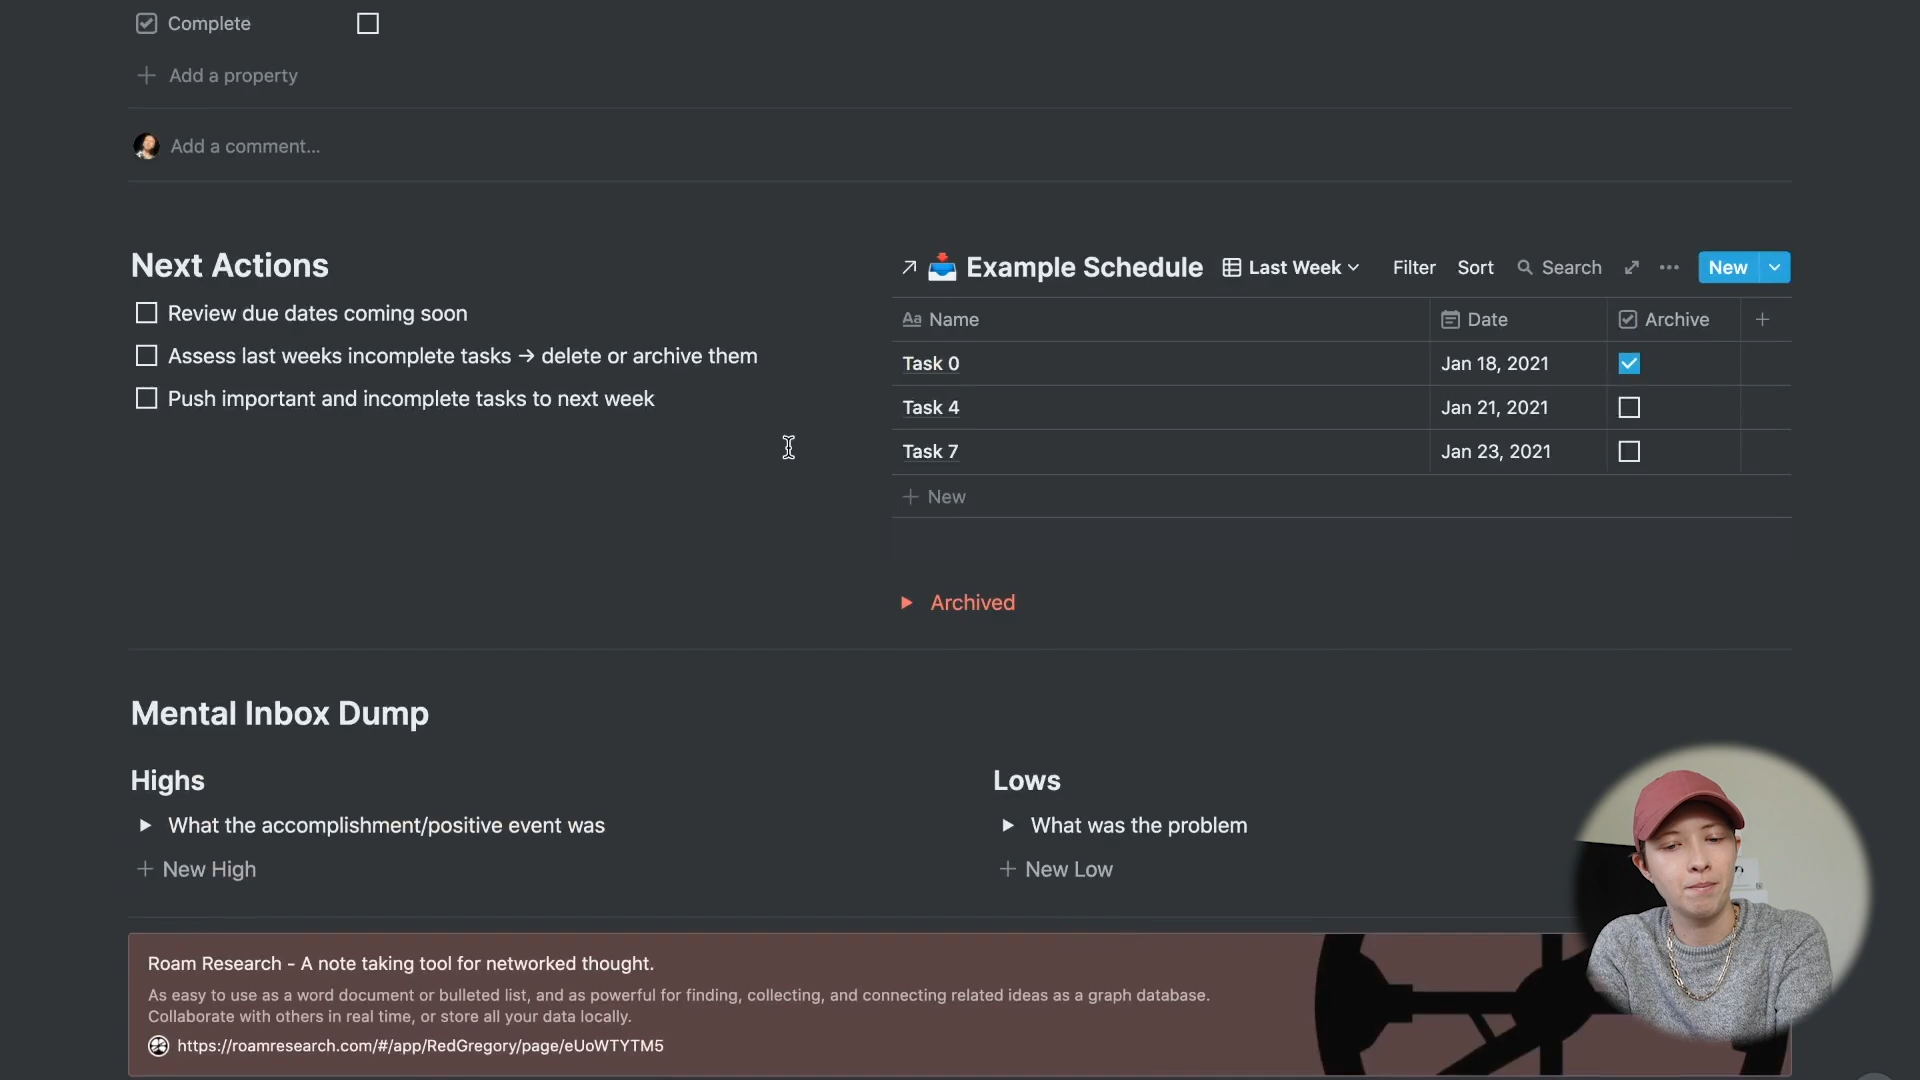 Complete
Add a property
Add a comment...
Next Actions
Review due dates coming soon
Assess last weeks incomplete tasks → delete or archive them
Push important and incomplete tasks to next week
Example Schedule Last Week Filter Sort Search New
Aa Name Date Archive
Task 0 Jan 18, 2021
Task 4 Jan 21, 2021
Task 7 Jan 23, 2021
New
Archived
Mental Inbox Dump
Highs
What the accomplishment/positive event was
New High
Lows
What was the problem
New Low
Roam Research - A note taking tool for networked thought.
As easy to use as a word document or bulleted list, and as powerful for finding, collecting, and connecting related ideas as a graph database.
Collaborate with others in real time, or store all your data locally.
https://roamresearch.com/#/app/RedGregory/page/eUoWTYTM5